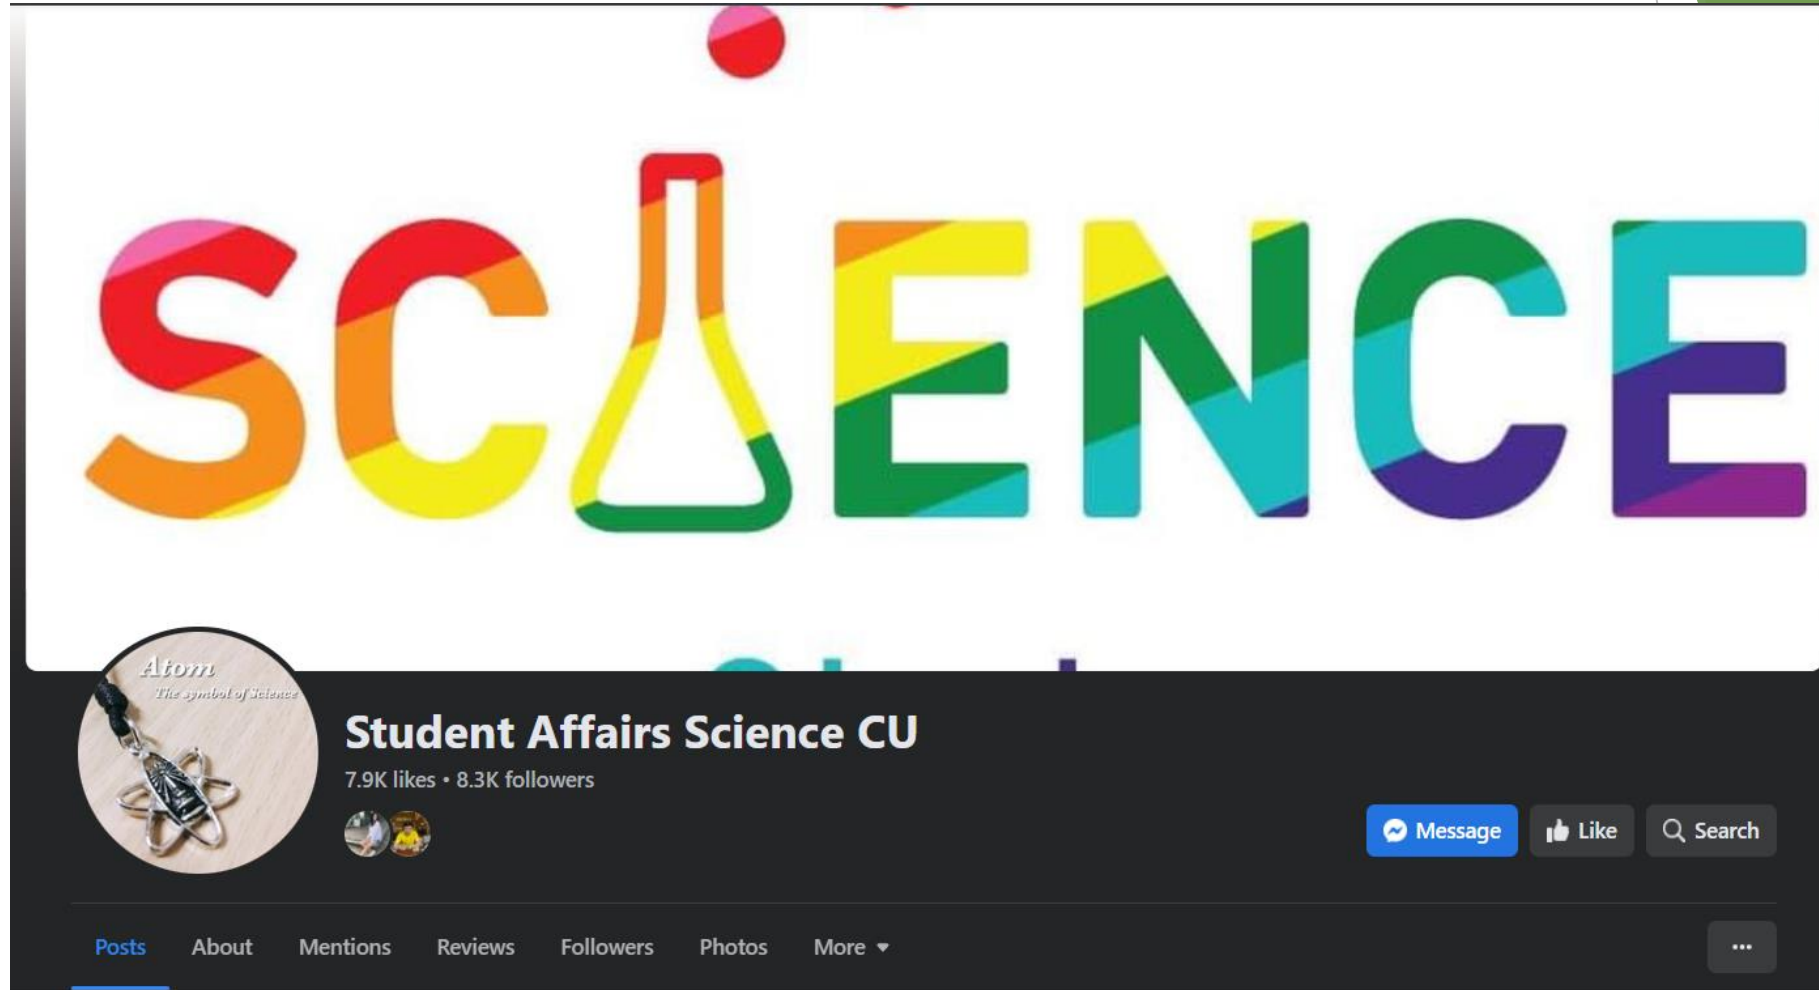 SCIENCE
Atom
The symbol of Science
Student Affairs Science CU
7.9K likes • 8.3K followers
Message Like Search
Posts About Mentions Reviews Followers Photos More